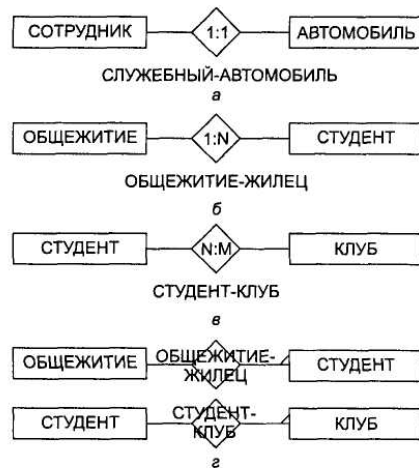 СОТРУДНИК 1:1 АВТОМОБИЛЬ
СЛУЖЕБНЫЙ-АВТОМОБИЛЬ
а
ОБЩЕЖИТИЕ 1:N СТУДЕНТ
ОБЩЕЖИТИЕ-ЖИЛЕЦ
б
СТУДЕНТ N:M КЛУБ
СТУДЕНТ-КЛУБ
в
ОБЩЕЖИТИЕ ОБЩЕЖИТИЕ-ЖИЛЕЦ СТУДЕНТ
СТУДЕНТ СТУДЕНТ-КЛУБ КЛУБ
г